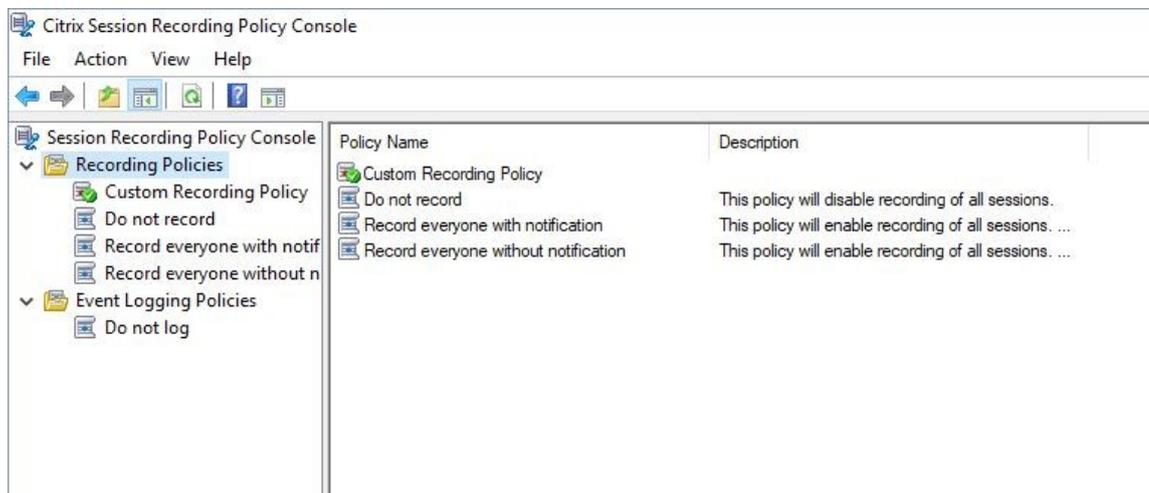 Citrix Session Recording Policy Console
File Action View Help
Session Recording Policy Console
Recording Policies
Custom Recording Policy
Do not record
Record everyone with notif
Record everyone without n
Event Logging Policies
Do not log
Policy Name Description
Custom Recording Policy
Do not record This policy will disable recording of all sessions.
Record everyone with notification This policy will enable recording of all sessions. ...
Record everyone without notification This policy will enable recording of all sessions. ...